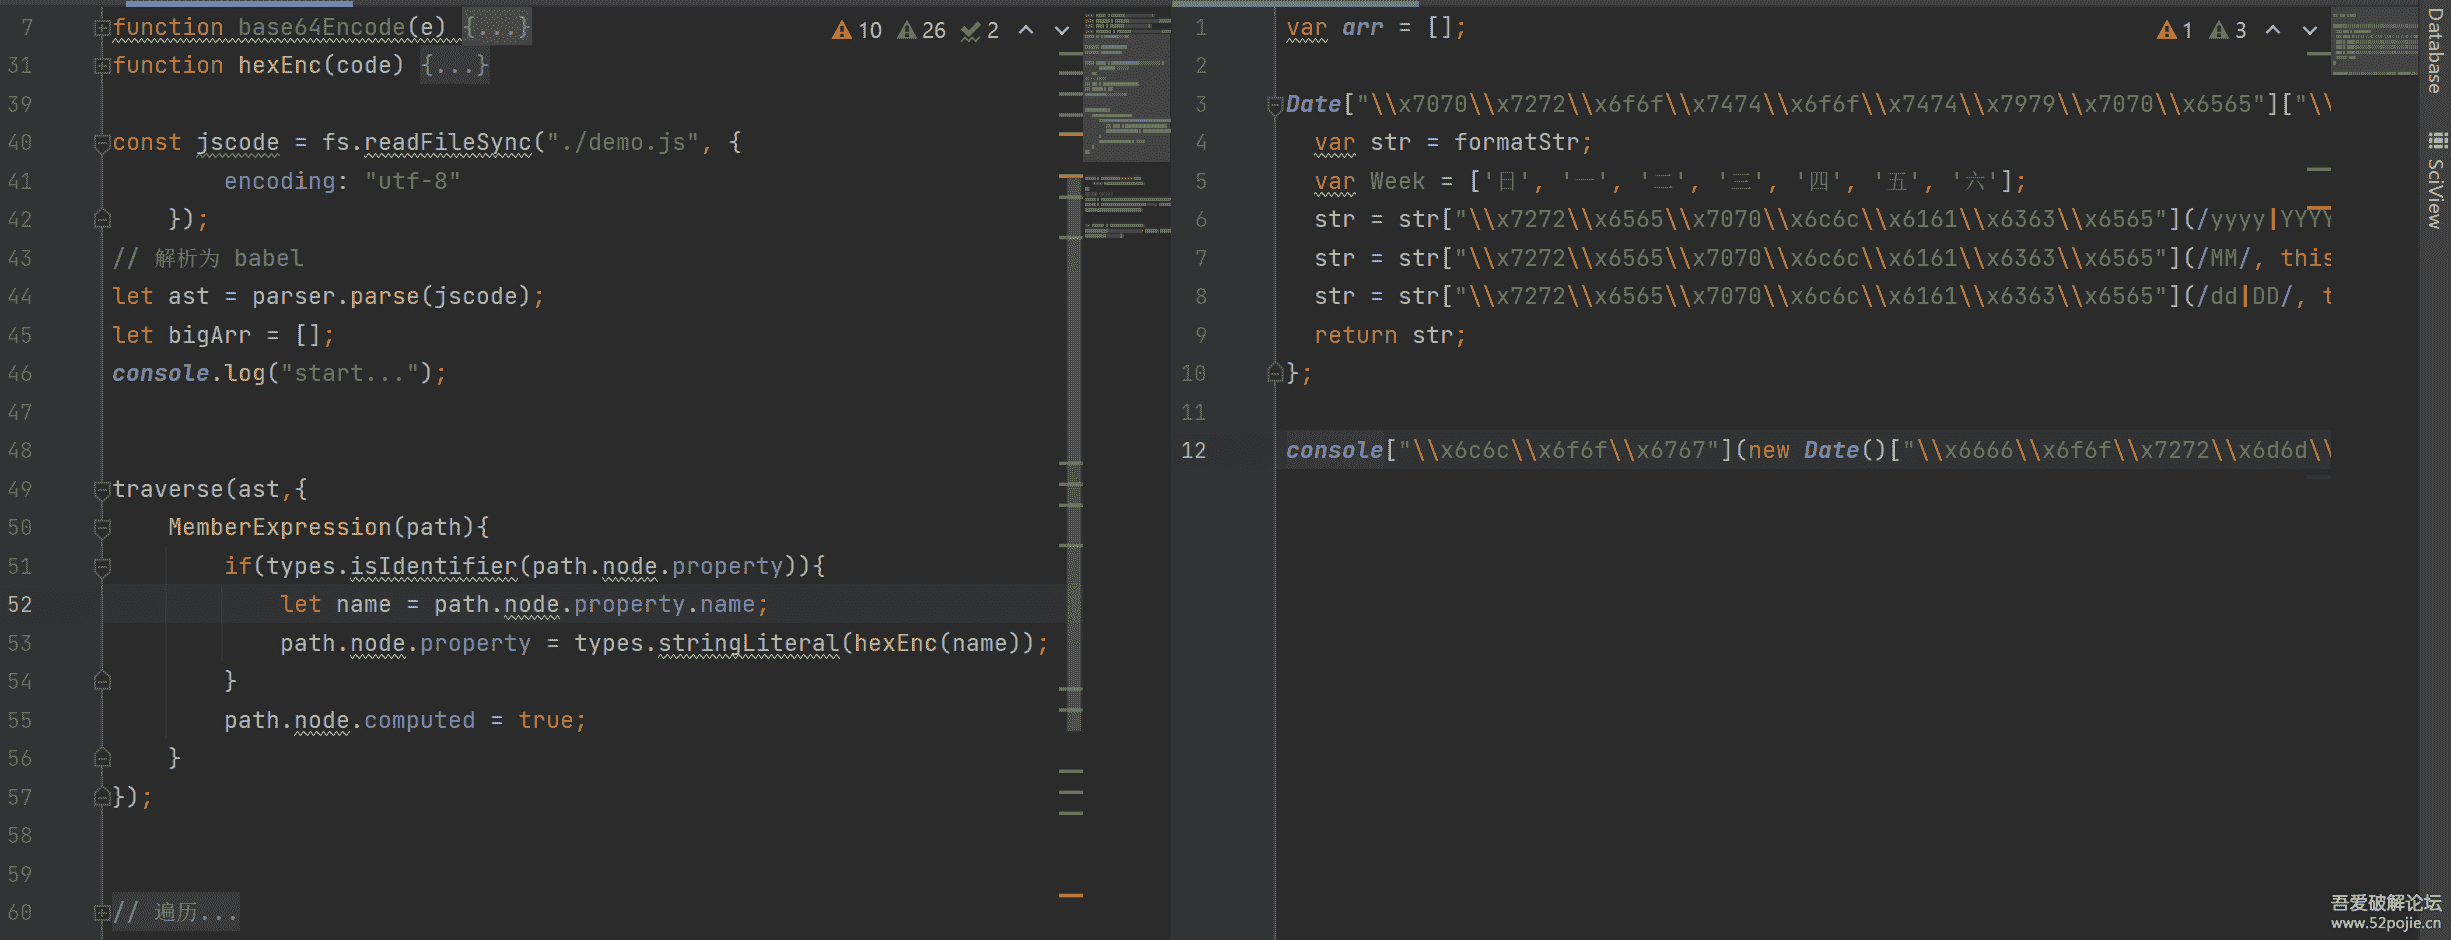 7 function base64Encode(e) {...}
31 function hexEnc(code) {...}
39
40 const jscode = fs.readFileSync("./demo.js", {
41 encoding: "utf-8"
42 });
43 // 解析为 babel
44 let ast = parser.parse(jscode);
45 let bigArr = [];
46 console.log("start...");
47
48
49 traverse(ast,{
50 MemberExpression(path){
51 if(types.isIdentifier(path.node.property)){
52 let name = path.node.property.name;
53 path.node.property = types.stringLiteral(hexEnc(name));
54 }
55 path.node.computed = true;
56 }
57 });
58
59
60 // 遍历...
10 26 2
1 var arr = [];
2
3 Date["\\x7070\\x7272\\x6f6f\\x7474\\x6f6f\\x7474\\x7979\\x7070\\x6565"]["\\
4 var str = formatStr;
5 var Week = ['日', '一', '二', '三', '四', '五', '六'];
6 str = str["\\x7272\\x6565\\x7070\\x6c6c\\x6161\\x6363\\x6565"](/yyyy|YYYY
7 str = str["\\x7272\\x6565\\x7070\\x6c6c\\x6161\\x6363\\x6565"](/MM/, this
8 str = str["\\x7272\\x6565\\x7070\\x6c6c\\x6161\\x6363\\x6565"](/dd|DD/, t
9 return str;
10 };
11
12 console["\\x6c6c\\x6f6f\\x6767"](new Date()["\\x6666\\x6f6f\\x7272\\x6d6d\\
1 3
Database
SciView
吾爱破解论坛
www.52pojie.cn